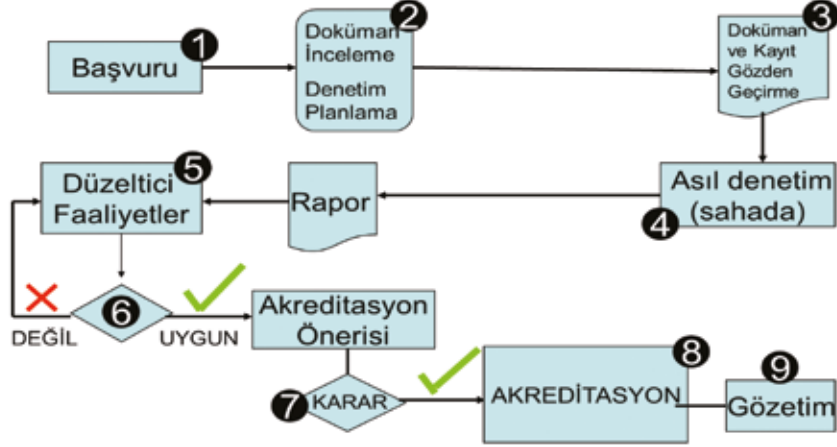 1
Başvuru
2
Doküman
İnceleme
Denetim
Planlama
3
Doküman
ve Kayıt
Gözden
Geçirme
4
Asıl denetim
(sahada)
Rapor
5
Düzeltici
Faaliyetler
6
DEĞİL
UYGUN
Akreditasyon
Önerisi
7
KARAR
8
AKREDİTASYON
9
Gözetim